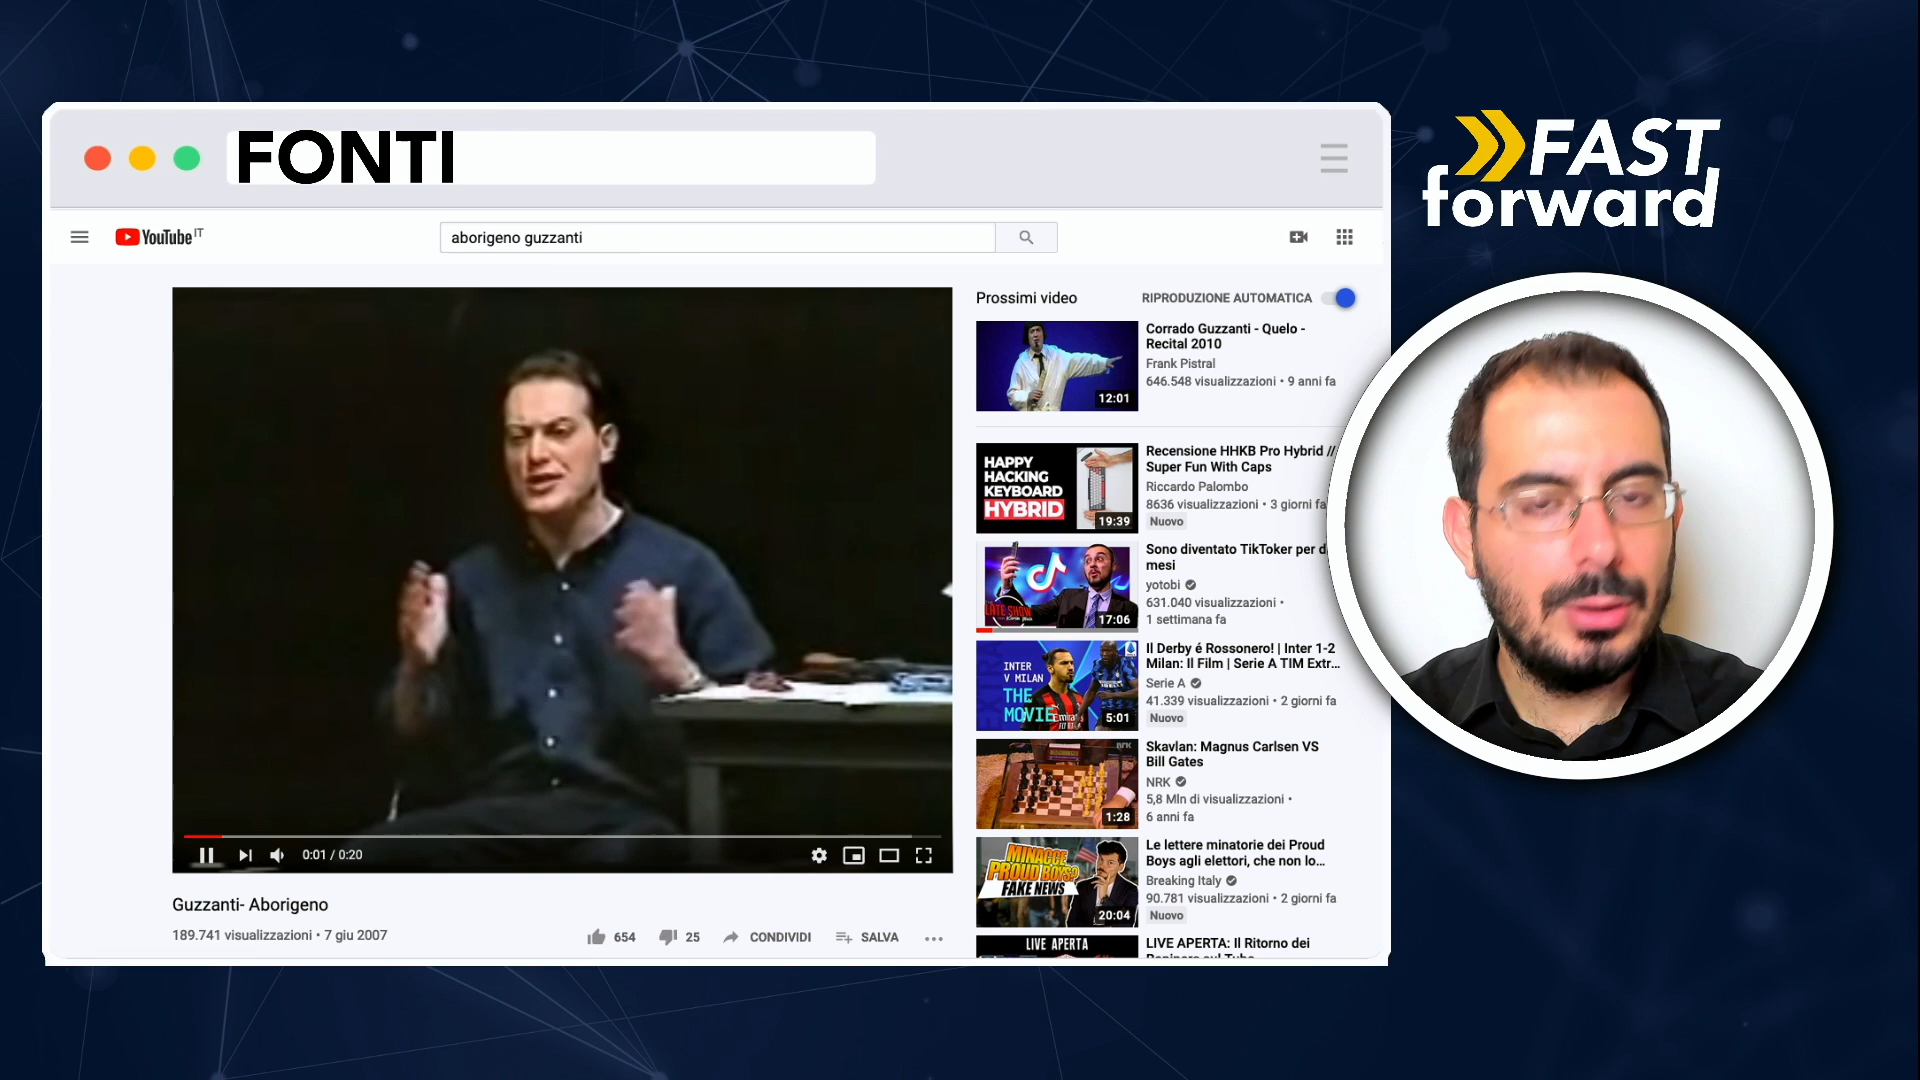 FONTI
FAST
forward
YouTube IT
aborigeno guzzanti
Prossimi video
RIPRODUZIONE AUTOMATICA
Corrado Guzzanti - Quelo -
Recital 2010
Frank Pistral
646.548 visualizzazioni • 9 anni fa
12:01
HAPPY
HACKING
KEYBOARD
HYBRID
19:39
Recensione HHKB Pro Hybrid //
Super Fun With Caps
Riccardo Palombo
8636 visualizzazioni • 3 giorni fa
Nuovo
LATE SHOW
17:06
Sono diventato TikToker per d
mesi
yotobi
631.040 visualizzazioni •
1 settimana fa
INTER
V MILAN
THE
MOVIE
5:01
Il Derby é Rossonero! | Inter 1-2
Milan: Il Film | Serie A TIM Extr...
Serie A
41.339 visualizzazioni • 2 giorni fa
Nuovo
NRK
1:28
Skavlan: Magnus Carlsen VS
Bill Gates
NRK
5,8 Mln di visualizzazioni •
6 anni fa
MINACCE
PROUD BOYS?
FAKE NEWS
20:04
Le lettere minatorie dei Proud
Boys agli elettori, che non lo...
Breaking Italy
90.781 visualizzazioni • 2 giorni fa
Nuovo
LIVE APERTA
LIVE APERTA: Il Ritorno dei
0:01 / 0:20
Guzzanti- Aborigeno
189.741 visualizzazioni • 7 giu 2007
654
25
CONDIVIDI
SALVA